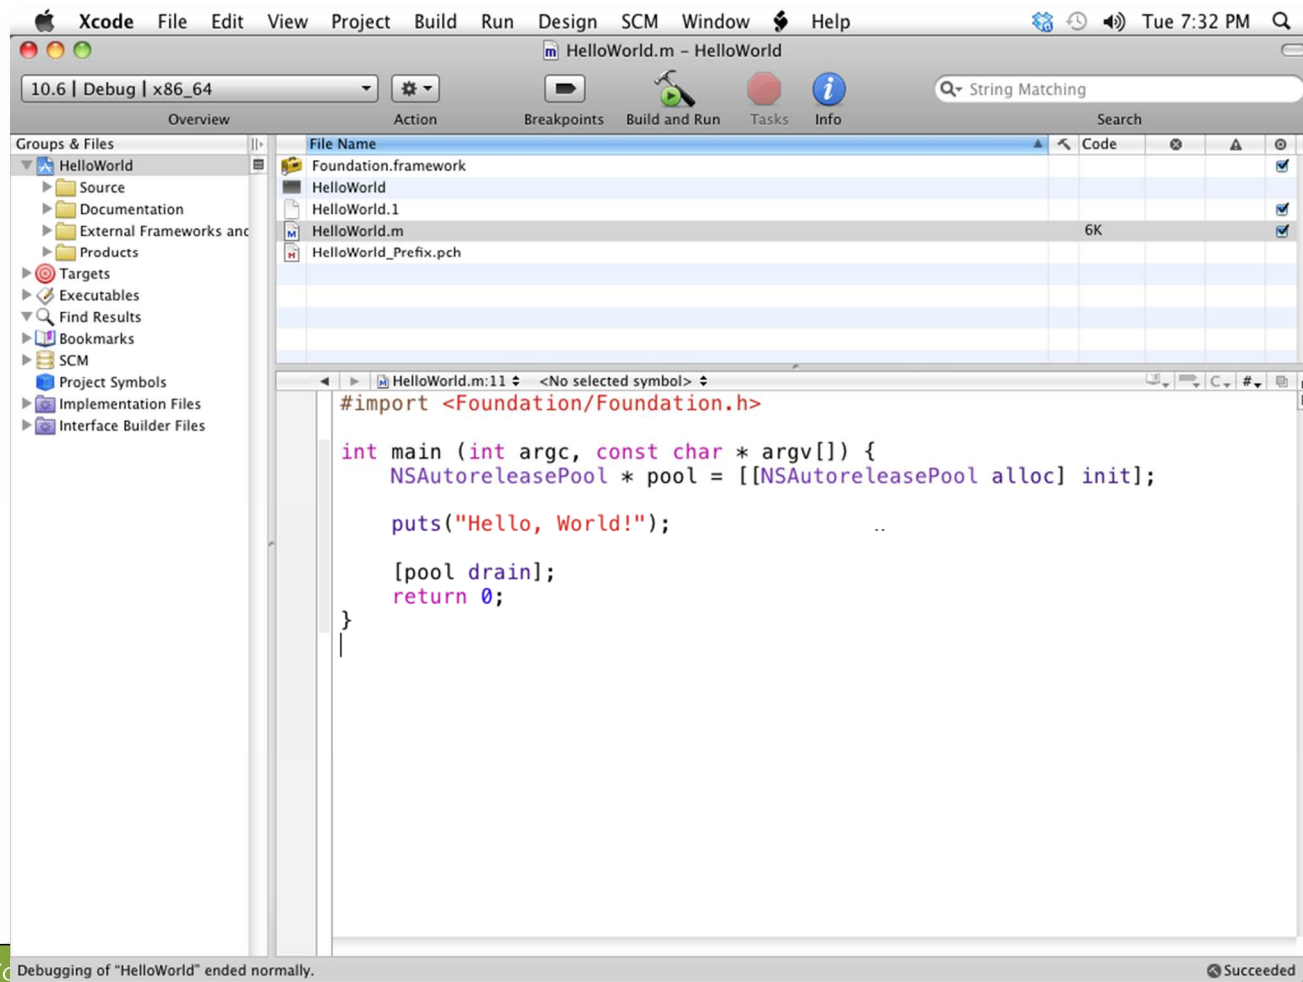 Xcode File Edit View Project Build Run Design SCM Window Help Tue 7:32 PM
HelloWorld.m – HelloWorld
10.6 | Debug | x86_64
String Matching
Overview Action Breakpoints Build and Run Tasks Info Search
Groups & Files
HelloWorld
Source
Documentation
External Frameworks and
Products
Targets
Executables
Find Results
Bookmarks
SCM
Project Symbols
Implementation Files
Interface Builder Files
File Name Code
Foundation.framework
HelloWorld
HelloWorld.1
HelloWorld.m 6K
HelloWorld_Prefix.pch
HelloWorld.m:11 <No selected symbol> C #
#import <Foundation/Foundation.h>
int main (int argc, const char * argv[]) {
NSAutoreleasePool * pool = [[NSAutoreleasePool alloc] init];
puts("Hello, World!");
..
[pool drain];
return 0;
}
Debugging of “HelloWorld” ended normally. Succeeded